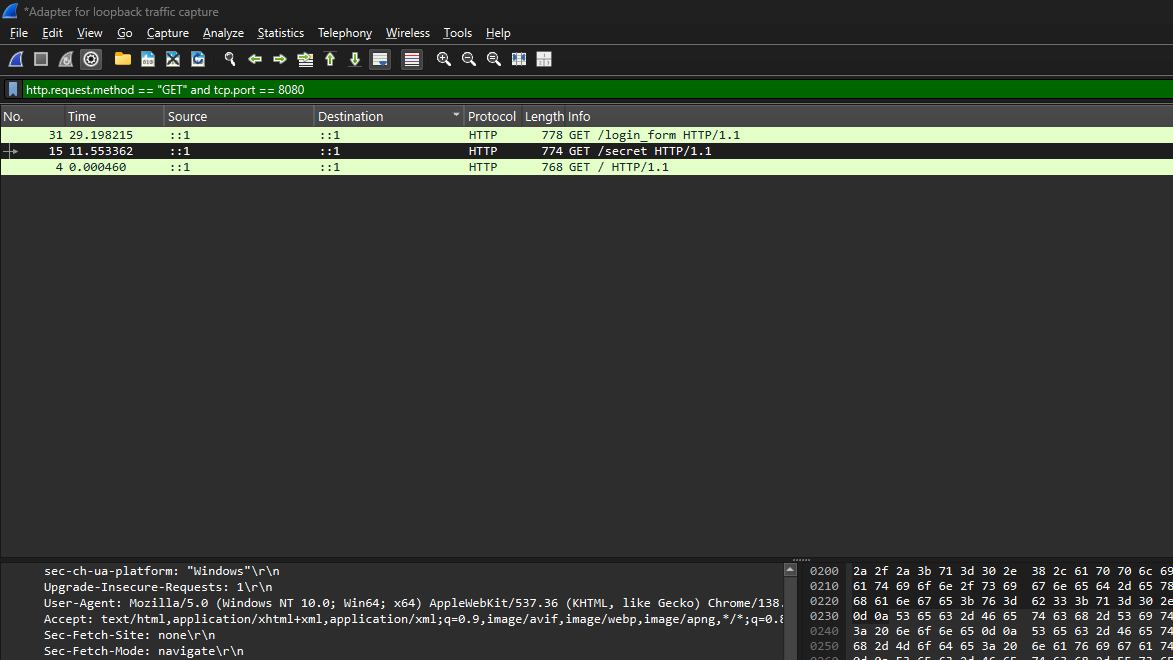 *Adapter for loopback traffic capture
File Edit View Go Capture Analyze Statistics Telephony Wireless Tools Help
http.request.method == "GET" and tcp.port == 8080
No. Time Source Destination Protocol Length Info
31 29.198215 ::1 ::1 HTTP 778 GET /login_form HTTP/1.1
15 11.553362 ::1 ::1 HTTP 774 GET /secret HTTP/1.1
4 0.000460 ::1 ::1 HTTP 768 GET / HTTP/1.1
sec-ch-ua-platform: "Windows"\r\n
Upgrade-Insecure-Requests: 1\r\n
User-Agent: Mozilla/5.0 (Windows NT 10.0; Win64; x64) AppleWebKit/537.36 (KHTML, like Gecko) Chrome/138.
Accept: text/html,application/xhtml+xml,application/xml;q=0.9,image/avif,image/webp,image/apng,*/*;q=0.8
Sec-Fetch-Site: none\r\n
Sec-Fetch-Mode: navigate\r\n
0200 2a 2f 2a 3b 71 3d 30 2e 38 2c 61 70 70 6c 69
0210 61 74 69 6f 6e 2f 73 69 67 6e 65 64 2d 65 78
0220 68 61 6e 67 65 3b 76 3d 62 33 3b 71 3d 30 2e
0230 0d 0a 53 65 63 2d 46 65 74 63 68 2d 53 69 74
0240 3a 20 6e 6f 6e 65 0d 0a 53 65 63 2d 46 65 74
0250 68 2d 4d 6f 64 65 3a 20 6e 61 76 69 67 61 74